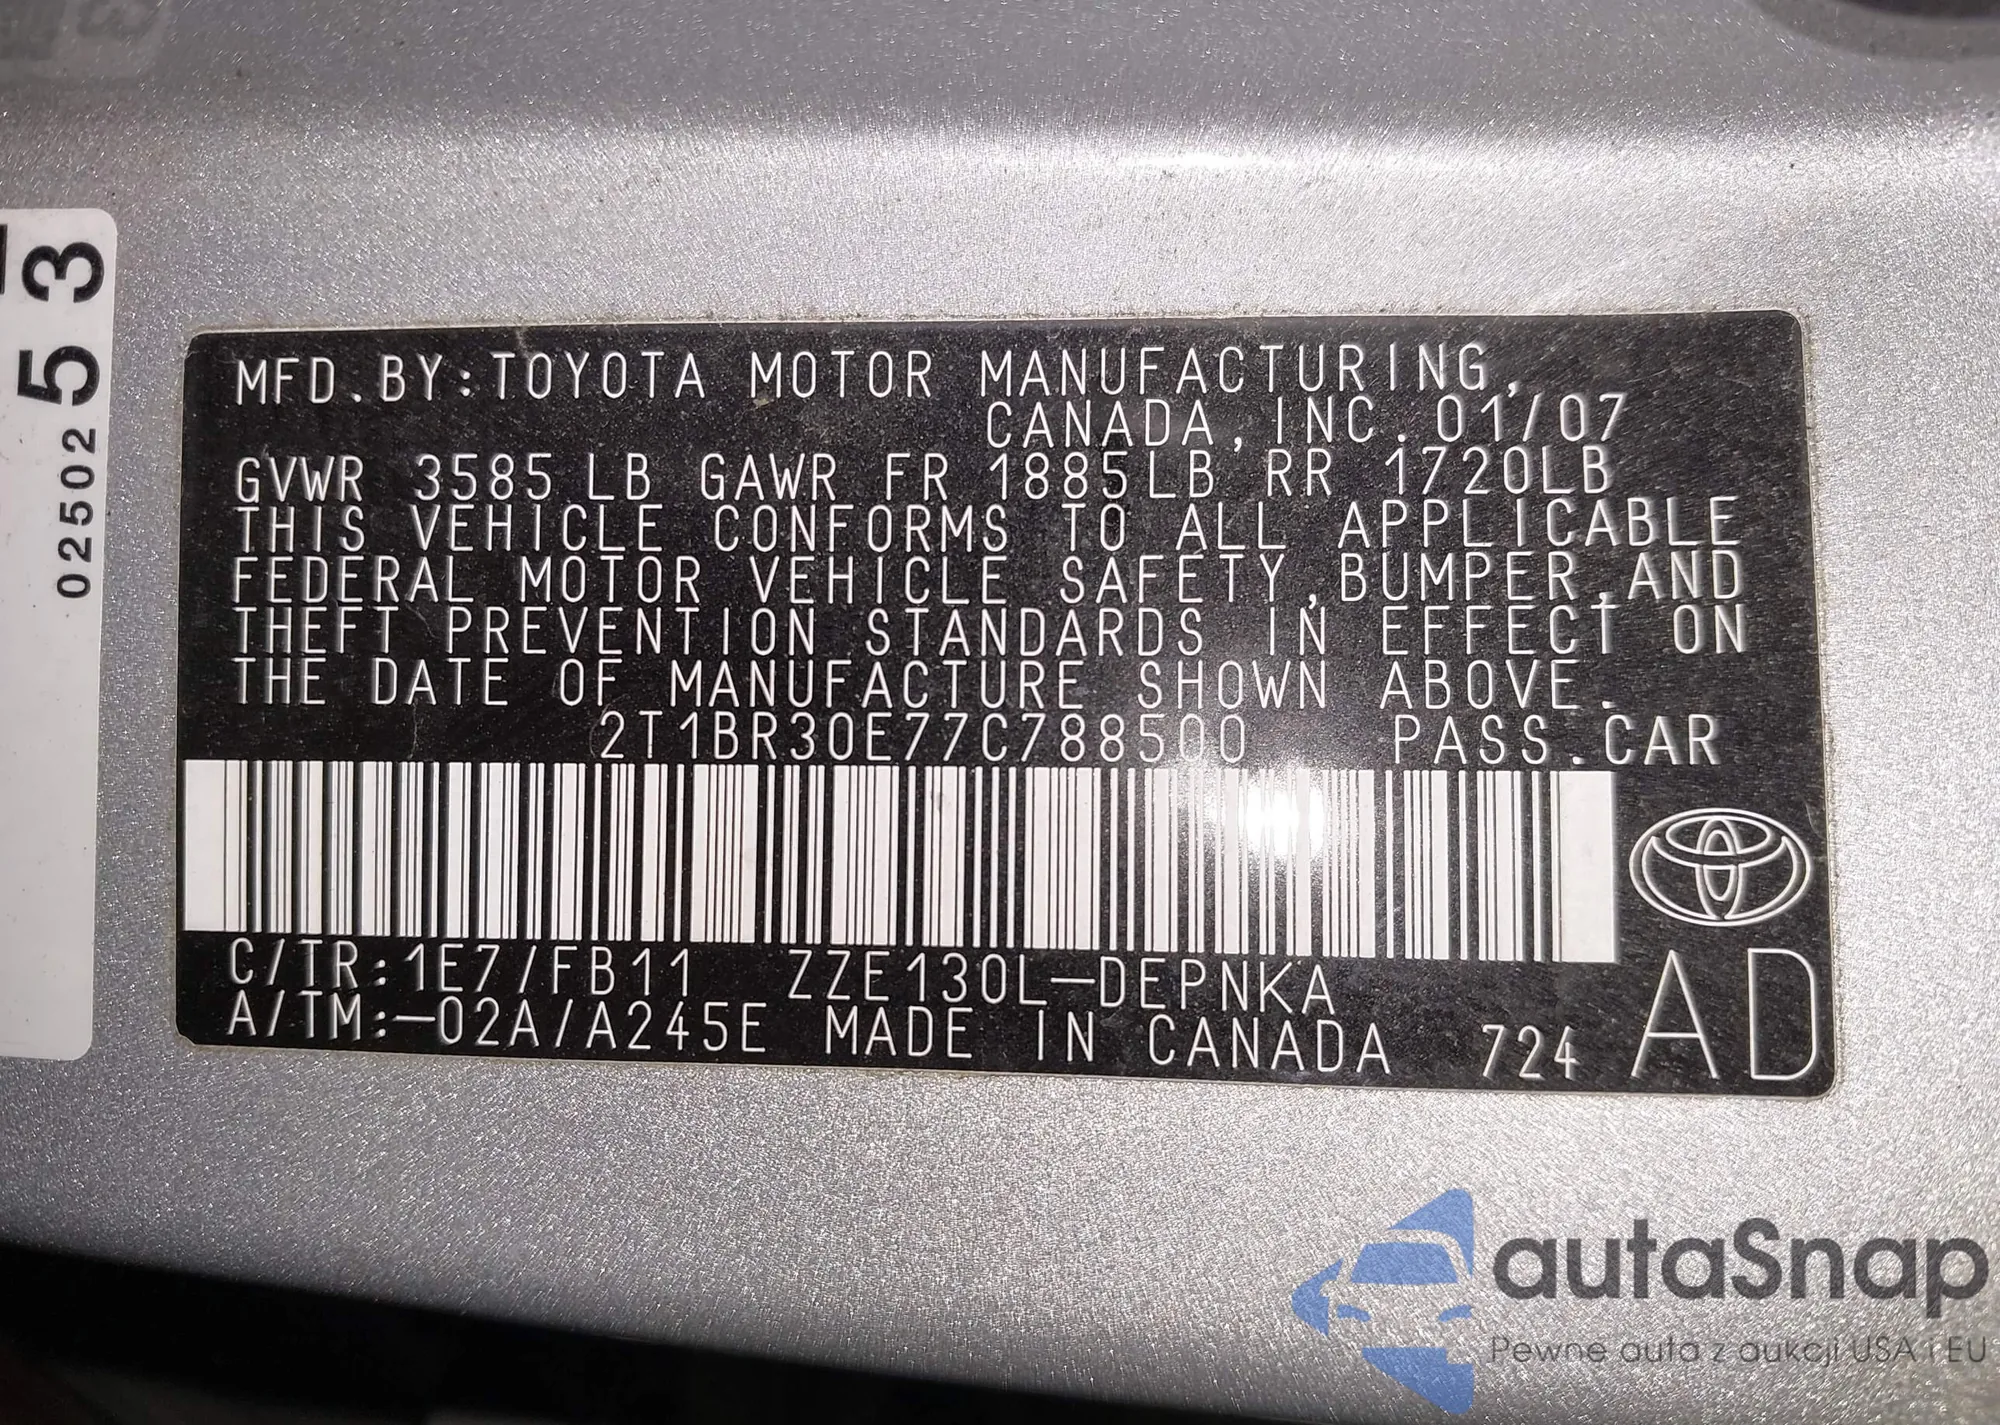 53
02502
MFD.BY:TOYOTA MOTOR MANUFACTURING,
CANADA,INC.01/07
GVWR 3585LB GAWR FR 1885LB RR 1720LB
THIS VEHICLE CONFORMS TO ALL APPLICABLE
FEDERAL MOTOR VEHICLE SAFETY,BUMPER,AND
THEFT PREVENTION STANDARDS IN EFFECT ON
THE DATE OF MANUFACTURE SHOWN ABOVE.
2T1BR30E77C788500 PASS.CAR
C/TR:1E7/FB11 ZZE130L-DEPNKA
A/TM:-02A/A245E MADE IN CANADA 724 AD
autaSnap
Pewne auta z aukcji USA i EU